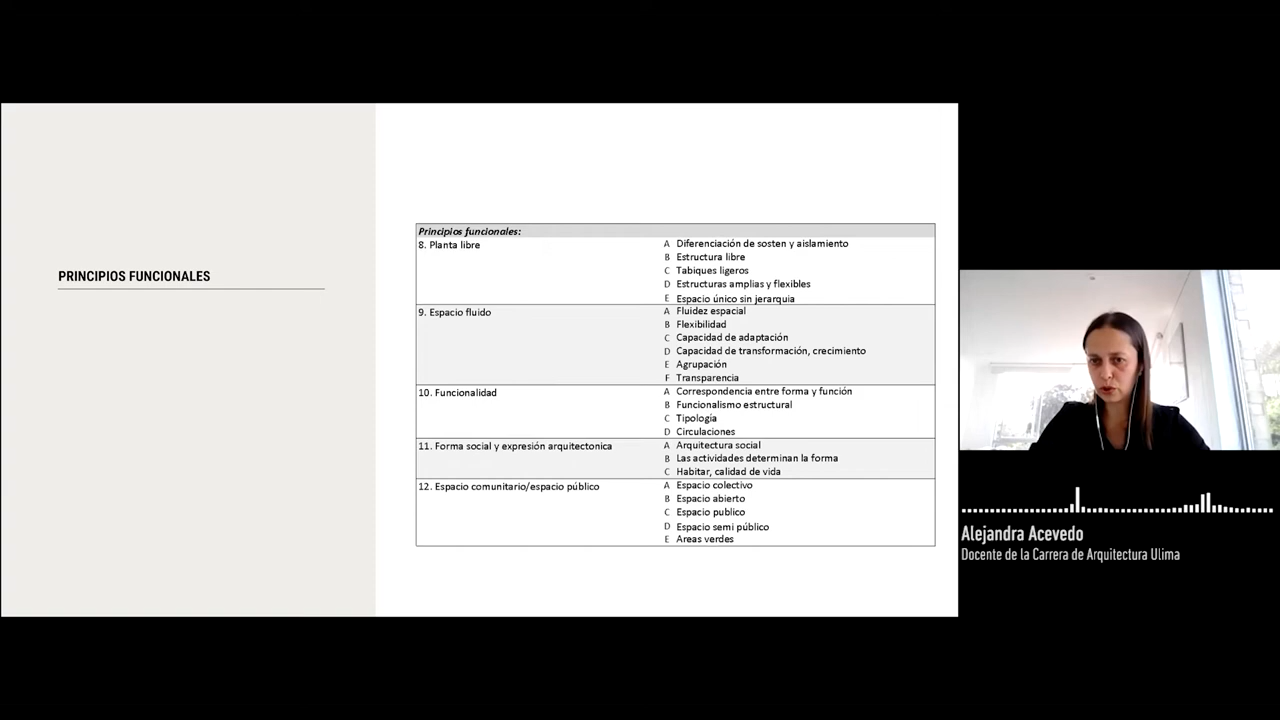 PRINCIPIOS FUNCIONALES
Principios funcionales:
8. Planta libre
A Diferenciación de sosten y aislamiento
B Estructura libre
C Tabiques ligeros
D Estructuras amplias y flexibles
E Espacio único sin jerarquia
9. Espacio fluido
A Fluidez espacial
B Flexibilidad
C Capacidad de adaptación
D Capacidad de transformación, crecimiento
E Agrupación
F Transparencia
10. Funcionalidad
A Correspondencia entre forma y función
B Funcionalismo estructural
C Tipología
D Circulaciones
11. Forma social y expresión arquitectonica
A Arquitectura social
B Las actividades determinan la forma
C Habitar, calidad de vida
12. Espacio comunitario/espacio público
A Espacio colectivo
B Espacio abierto
C Espacio publico
D Espacio semi público
E Areas verdes
Alejandra Acevedo
Docente de la Carrera de Arquitectura Ulima